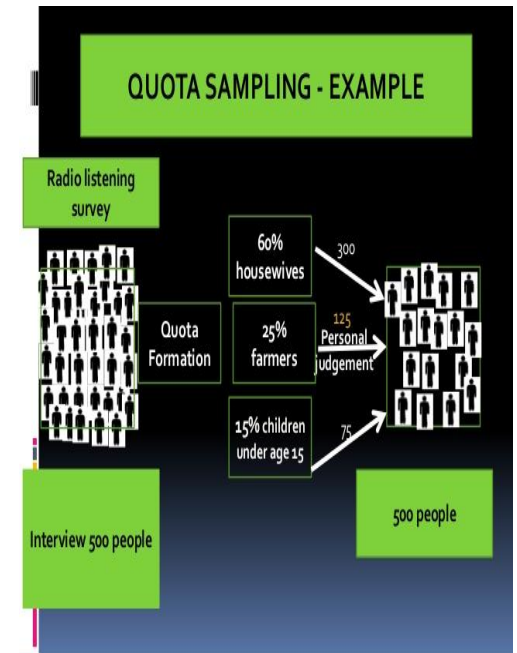 QUOTA SAMPLING - EXAMPLE
Radio listening
survey
60%
housewives
300
Quota
Formation
25%
farmers
125
Personal
judgement
15% children
under age 15
75
Interview 500 people
500 people